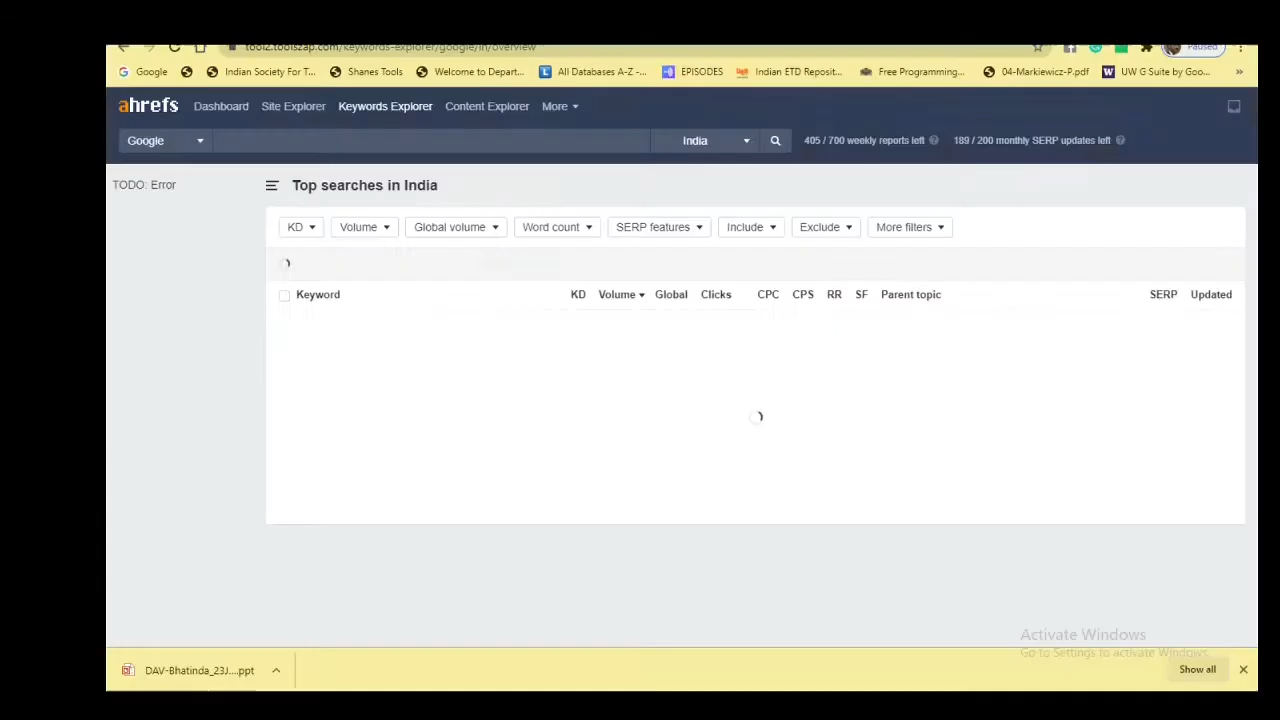 tool2.toolszap.com/keywords-explorer/google/in/overview
Paused
Google Indian Society For T... Shanes Tools Welcome to Depart... All Databases A-Z -... EPISODES Indian ETD Reposit... Free Programming... 04-Markiewicz-P.pdf UW G Suite by Goo... »
ahrefs Dashboard Site Explorer Keywords Explorer Content Explorer More
Google India 405 / 700 weekly reports left 189 / 200 monthly SERP updates left
TODO: Error
Top searches in India
KD Volume Global volume Word count SERP features Include Exclude More filters
Keyword KD Volume Global Clicks CPC CPS RR SF Parent topic SERP Updated
Activate Windows
Go to Settings to activate Windows.
DAV-Bhatinda_23J....ppt
Show all